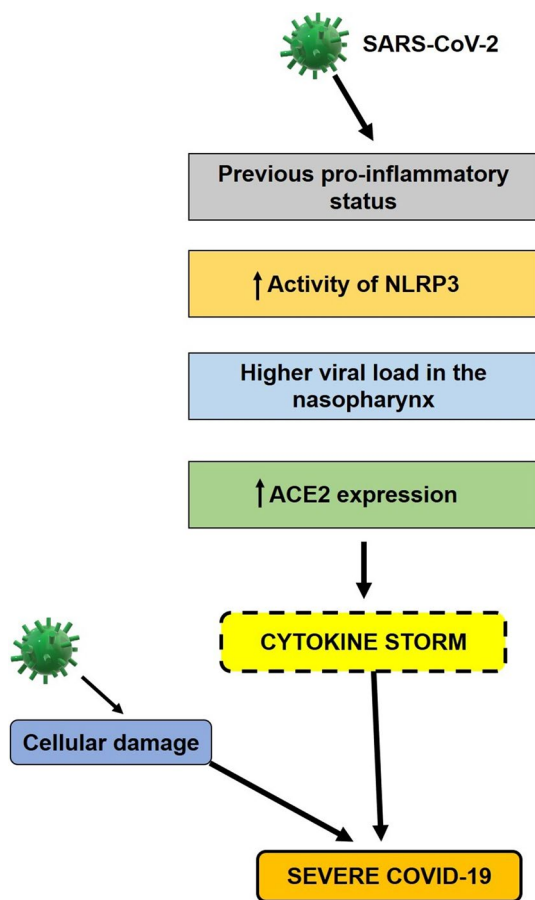 SARS-CoV-2
Previous pro-inflammatory
status
↑ Activity of NLRP3
Higher viral load in the
nasopharynx
↑ ACE2 expression
CYTOKINE STORM
Cellular damage
SEVERE COVID-19